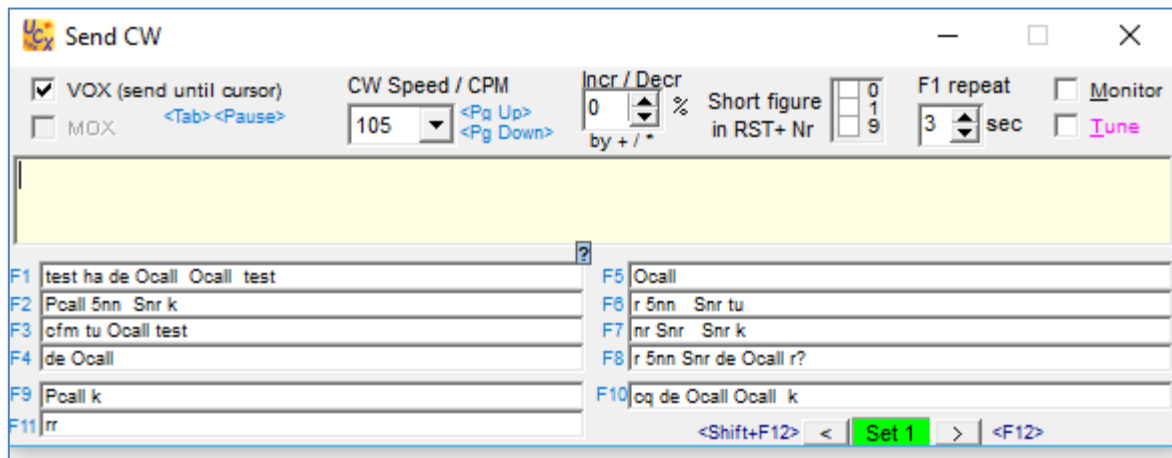 UCX Send CW
VOX (send until cursor)
<Tab> <Pause>
MOX
CW Speed / CPM
105
<Pg Up>
<Pg Down>
Incr / Decr
0 %
by + / *
Short figure
in RST+ Nr
0
1
9
F1 repeat
3 sec
Monitor
Tune
?
F1 test ha de Ocall Ocall test
F2 Pcall 5nn Snr k
F3 cfm tu Ocall test
F4 de Ocall
F5 Ocall
F6 r 5nn Snr tu
F7 nr Snr Snr k
F8 r 5nn Snr de Ocall r?
F9 Pcall k
F10 cq de Ocall Ocall k
F11 rr
<Shift+F12> < Set 1 > <F12>